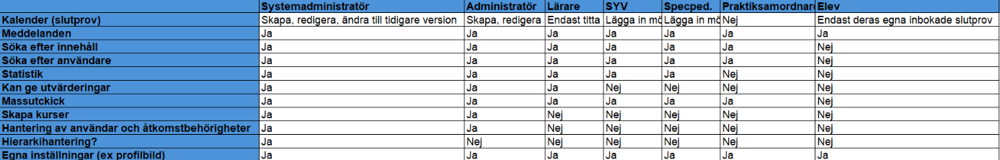 Systemadministratör Administratör Lärare SYV Specped. Praktiksamordnare Elev
Kalender (slutprov) Skapa, redigera, ändra till tidigare version Skapa, redigera Endast titta Lägga in mö Lägga in mö Nej Endast deras egna inbokade slutprov
Meddelanden Ja Ja Ja Ja Ja Ja Ja
Söka efter innehåll Ja Ja Ja Ja Ja Ja Nej
Söka efter användare Ja Ja Ja Ja Ja Ja Nej
Statistik Ja Ja Ja Ja Ja Nej Nej
Kan ge utvärderingar Ja Ja Ja Nej Nej Nej Nej
Massutckick Ja Ja Ja Ja Ja Ja Nej
Skapa kurser Ja Ja Nej Nej Nej Nej Nej
Hantering av användar och åtkomstbehörigheter Ja Ja Nej Nej Nej Nej Nej
Hierarkihantering? Ja Nej Nej Nej Nej Nej Nej
Egna inställningar (ex profilbild) Ja Ja Ja Ja Ja Ja Ja